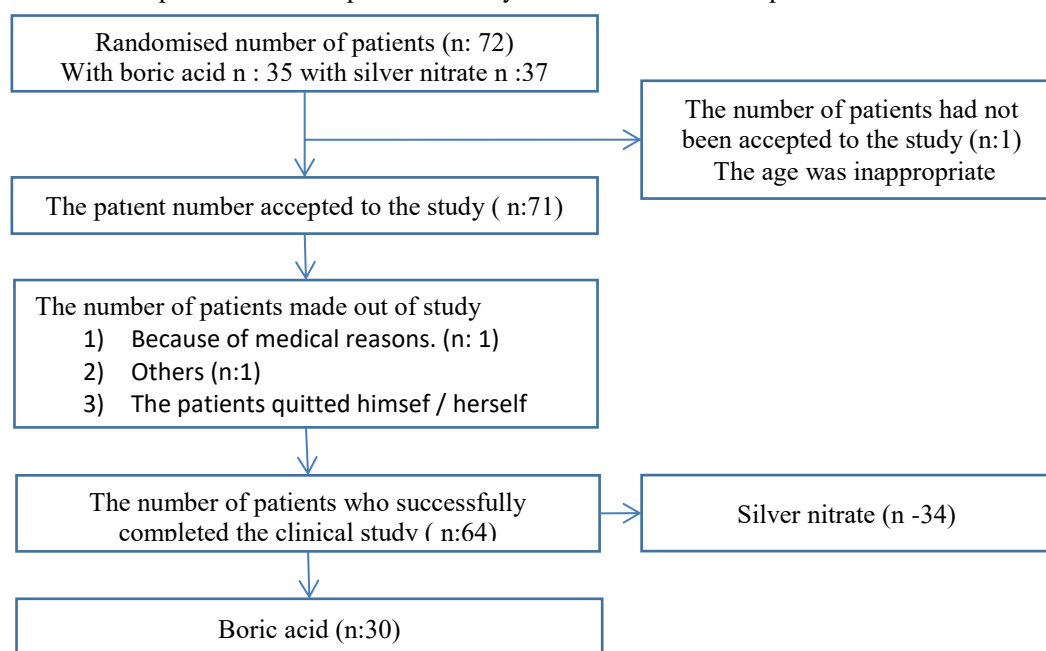 Randomised number of patients (n: 72)
With boric acid n : 35 with silver nitrate n :37
The number of patients had not
been accepted to the study (n:1)
The age was inappropriate
The patient number accepted to the study ( n:71)
The number of patients made out of study
1) Because of medical reasons. (n: 1)
2) Others (n:1)
3) The patients quitted himsef / herself
The number of patients who successfully
completed the clinical study ( n:64)
Silver nitrate (n -34)
Boric acid (n:30)